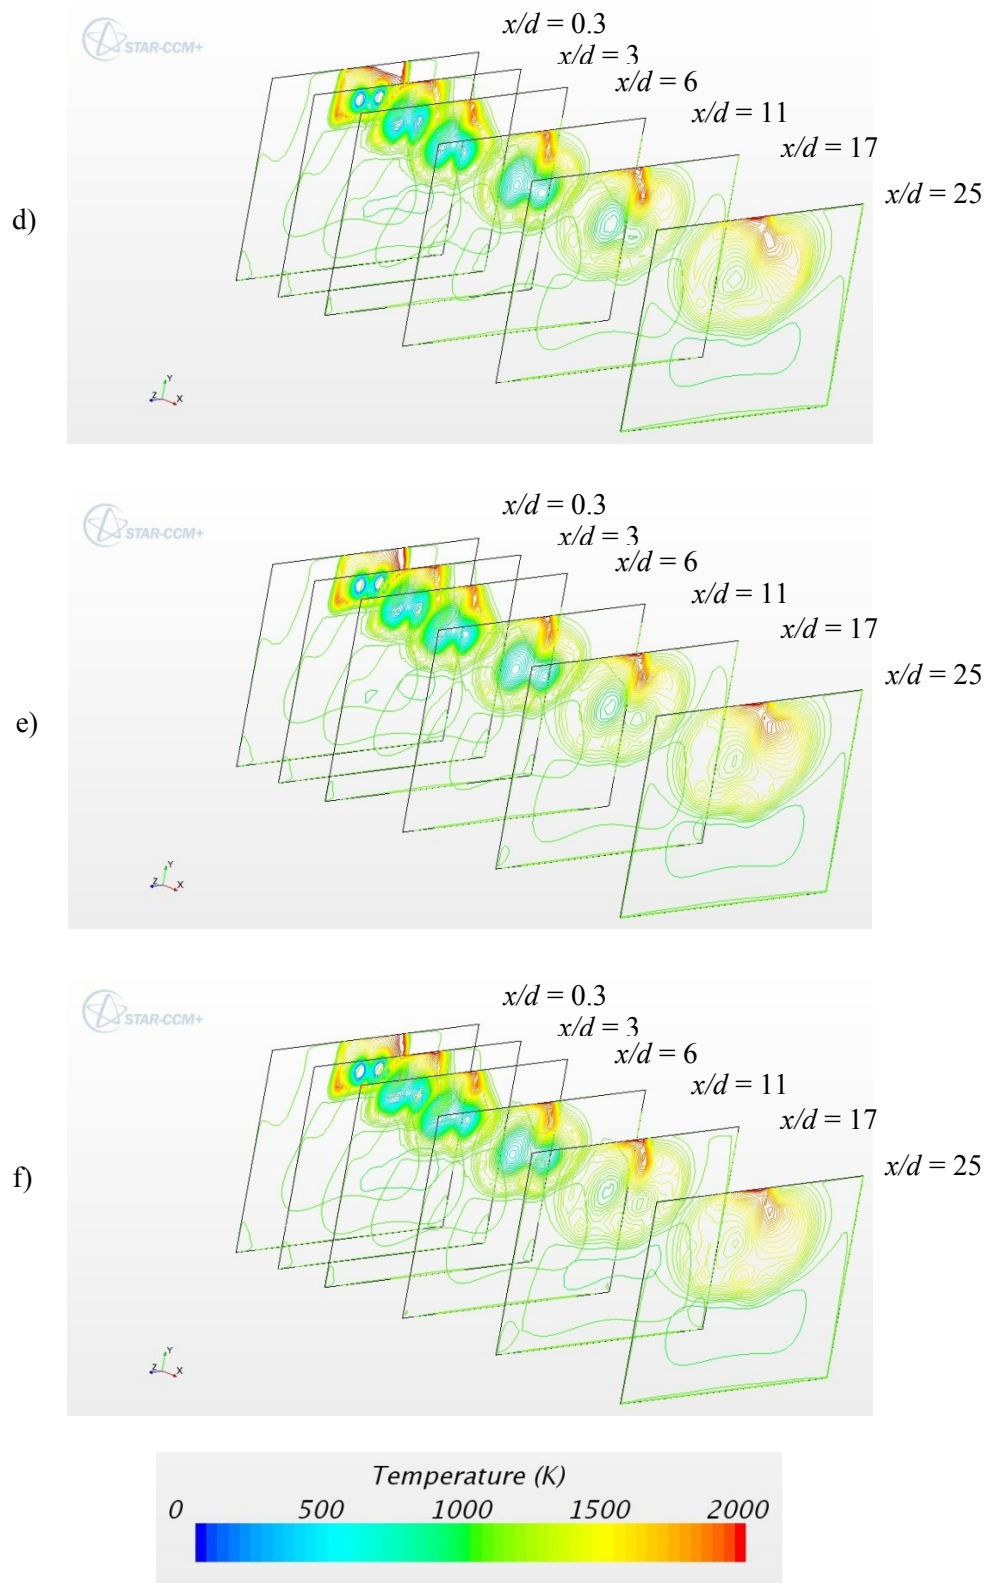 STAR-CCM+
x/d = 0.3
x/d = 3
x/d = 6
x/d = 11
x/d = 17
x/d = 25
d)
Y
Z X
STAR-CCM+
x/d = 0.3
x/d = 3
x/d = 6
x/d = 11
x/d = 17
x/d = 25
e)
Y
Z X
STAR-CCM+
x/d = 0.3
x/d = 3
x/d = 6
x/d = 11
x/d = 17
x/d = 25
f)
Y
Z X
Temperature (K)
0 500 1000 1500 2000